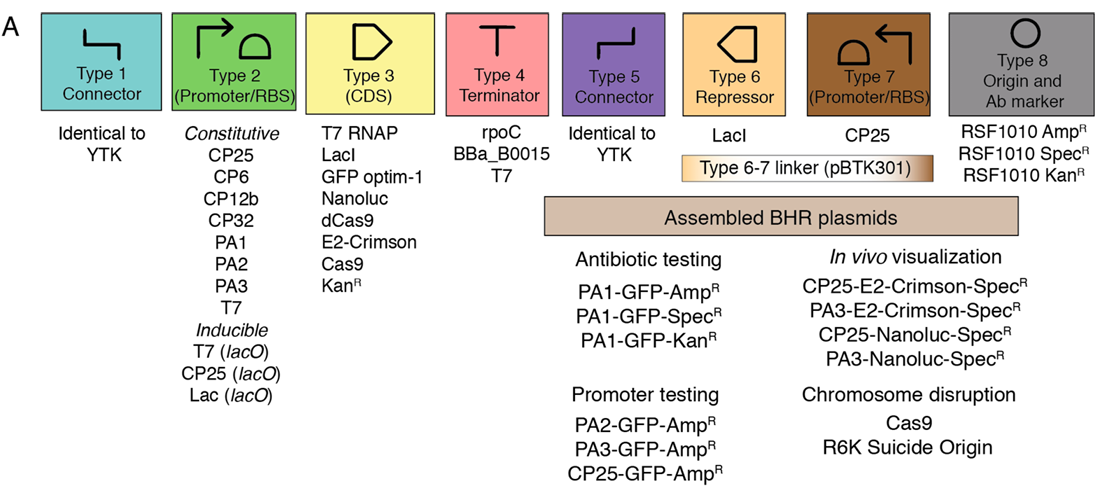 A
Type 1
Connector
Identical to
YTK
Type 2
(Promoter/RBS)
Constitutive
CP25
CP6
CP12b
CP32
PA1
PA2
PA3
T7
Inducible
T7 (lacO)
CP25 (lacO)
Lac (lacO)
Type 3
(CDS)
T7 RNAP
LacI
GFP optim-1
Nanoluc
dCas9
E2-Crimson
Cas9
Kanᴿ
Type 4
Terminator
rpoC
BBa_B0015
T7
Type 5
Connector
Identical to
YTK
Type 6
Repressor
LacI
Type 7
(Promoter/RBS)
CP25
Type 6-7 linker (pBTK301)
Type 8
Origin and
Ab marker
RSF1010 Ampᴿ
RSF1010 Specᴿ
RSF1010 Kanᴿ
Assembled BHR plasmids
Antibiotic testing
PA1-GFP-Ampᴿ
PA1-GFP-Specᴿ
PA1-GFP-Kanᴿ
Promoter testing
PA2-GFP-Ampᴿ
PA3-GFP-Ampᴿ
CP25-GFP-Ampᴿ
In vivo visualization
CP25-E2-Crimson-Specᴿ
PA3-E2-Crimson-Specᴿ
CP25-Nanoluc-Specᴿ
PA3-Nanoluc-Specᴿ
Chromosome disruption
Cas9
R6K Suicide Origin